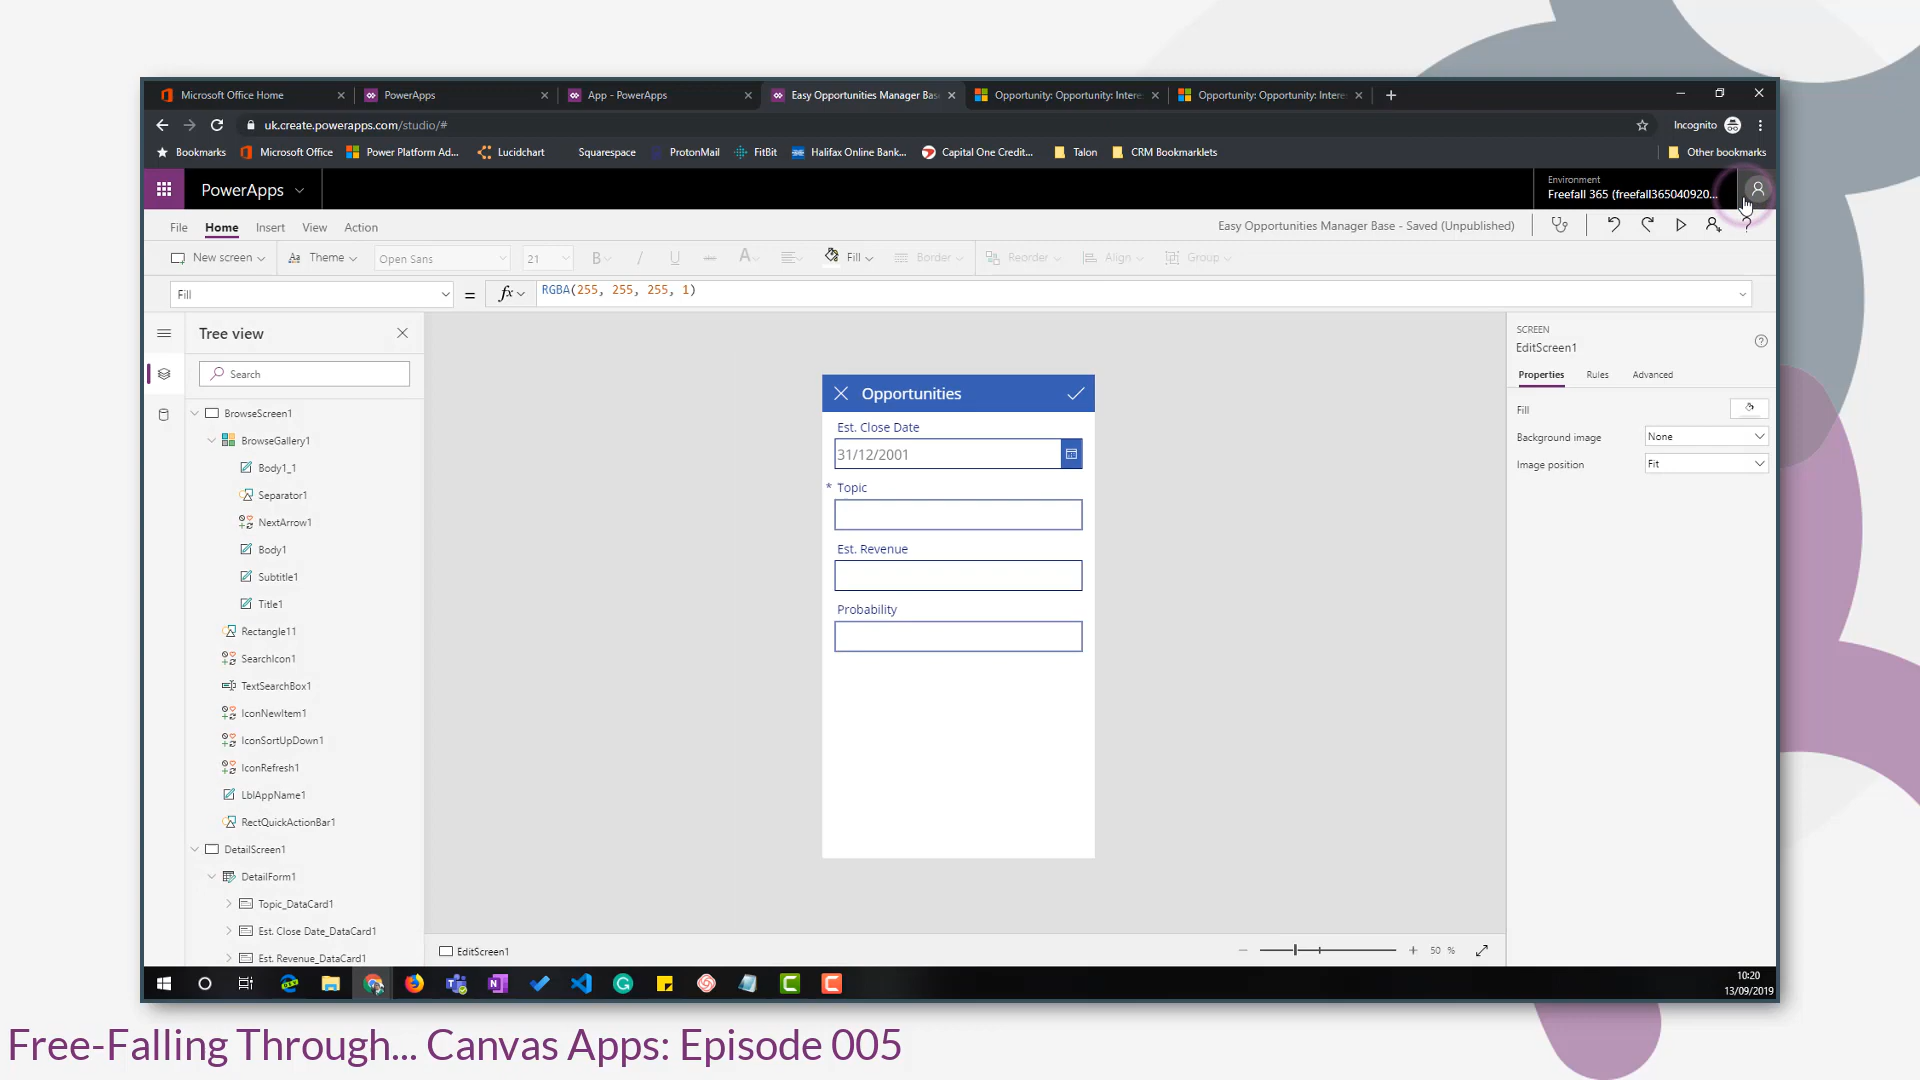 Microsoft Office Home
PowerApps
App - PowerApps
Easy Opportunities Manager Bas
Opportunity: Opportunity: Intere
Opportunity: Opportunity: Intere
uk.create.powerapps.com/studio/#
Incognito
Bookmarks
Microsoft Office
Power Platform Ad...
Lucidchart
Squarespace
ProtonMail
FitBit
Halifax Online Bank...
Capital One Credit...
Talon
CRM Bookmarklets
Other bookmarks
PowerApps
Environment
Freefall 365 (freefall365040920...
File
Home
Insert
View
Action
Easy Opportunities Manager Base - Saved (Unpublished)
New screen
Theme
Open Sans
21
B
I
U
A
Fill
Border
Reorder
Align
Group
Fill
=
fx
RGBA(255, 255, 255, 1)
Tree view
Search
BrowseScreen1
BrowseGallery1
Body1_1
Separator1
NextArrow1
Body1
Subtitle1
Title1
Rectangle11
SearchIcon1
TextSearchBox1
IconNewItem1
IconSortUpDown1
IconRefresh1
LblAppName1
RectQuickActionBar1
DetailScreen1
DetailForm1
Topic_DataCard1
Est. Close Date_DataCard1
Est. Revenue_DataCard1
Opportunities
Est. Close Date
31/12/2001
* Topic
Est. Revenue
Probability
SCREEN
EditScreen1
Properties
Rules
Advanced
Fill
Background image
None
Image position
Fit
EditScreen1
50 %
10:20
13/09/2019
Free-Falling Through... Canvas Apps: Episode 005